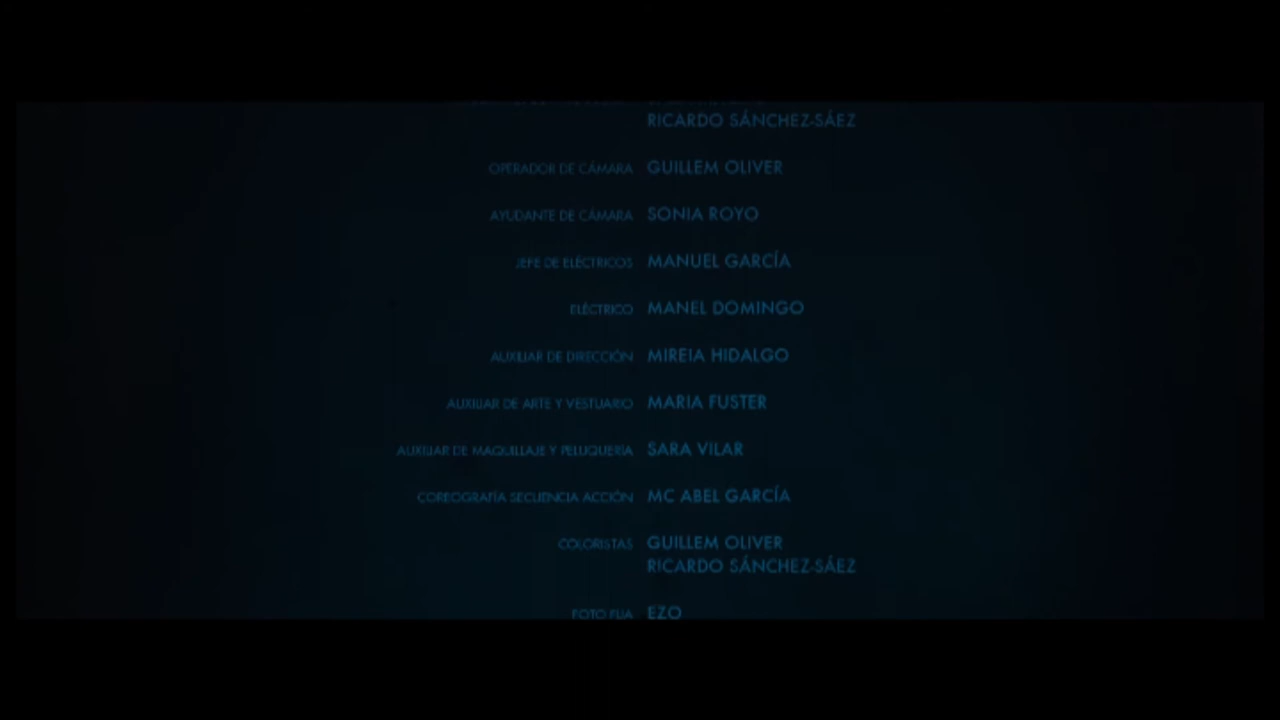 RICARDO SÁNCHEZ-SÁEZ
OPERADOR DE CÁMARA GUILLEM OLIVER
AYUDANTE DE CÁMARA SONIA ROYO
JEFE DE ELÉCTRICOS MANUEL GARCÍA
ELÉCTRICO MANEL DOMINGO
AUXILIAR DE DIRECCIÓN MIREIA HIDALGO
AUXILIAR DE ARTE Y VESTUARIO MARIA FUSTER
AUXILIAR DE MAQUILLAJE Y PELUQUERÍA SARA VILAR
COREOGRAFÍA SECUENCIA ACCIÓN MC ABEL GARCÍA
COLORISTAS GUILLEM OLIVER
RICARDO SÁNCHEZ-SÁEZ
FOTO FIJA EZO